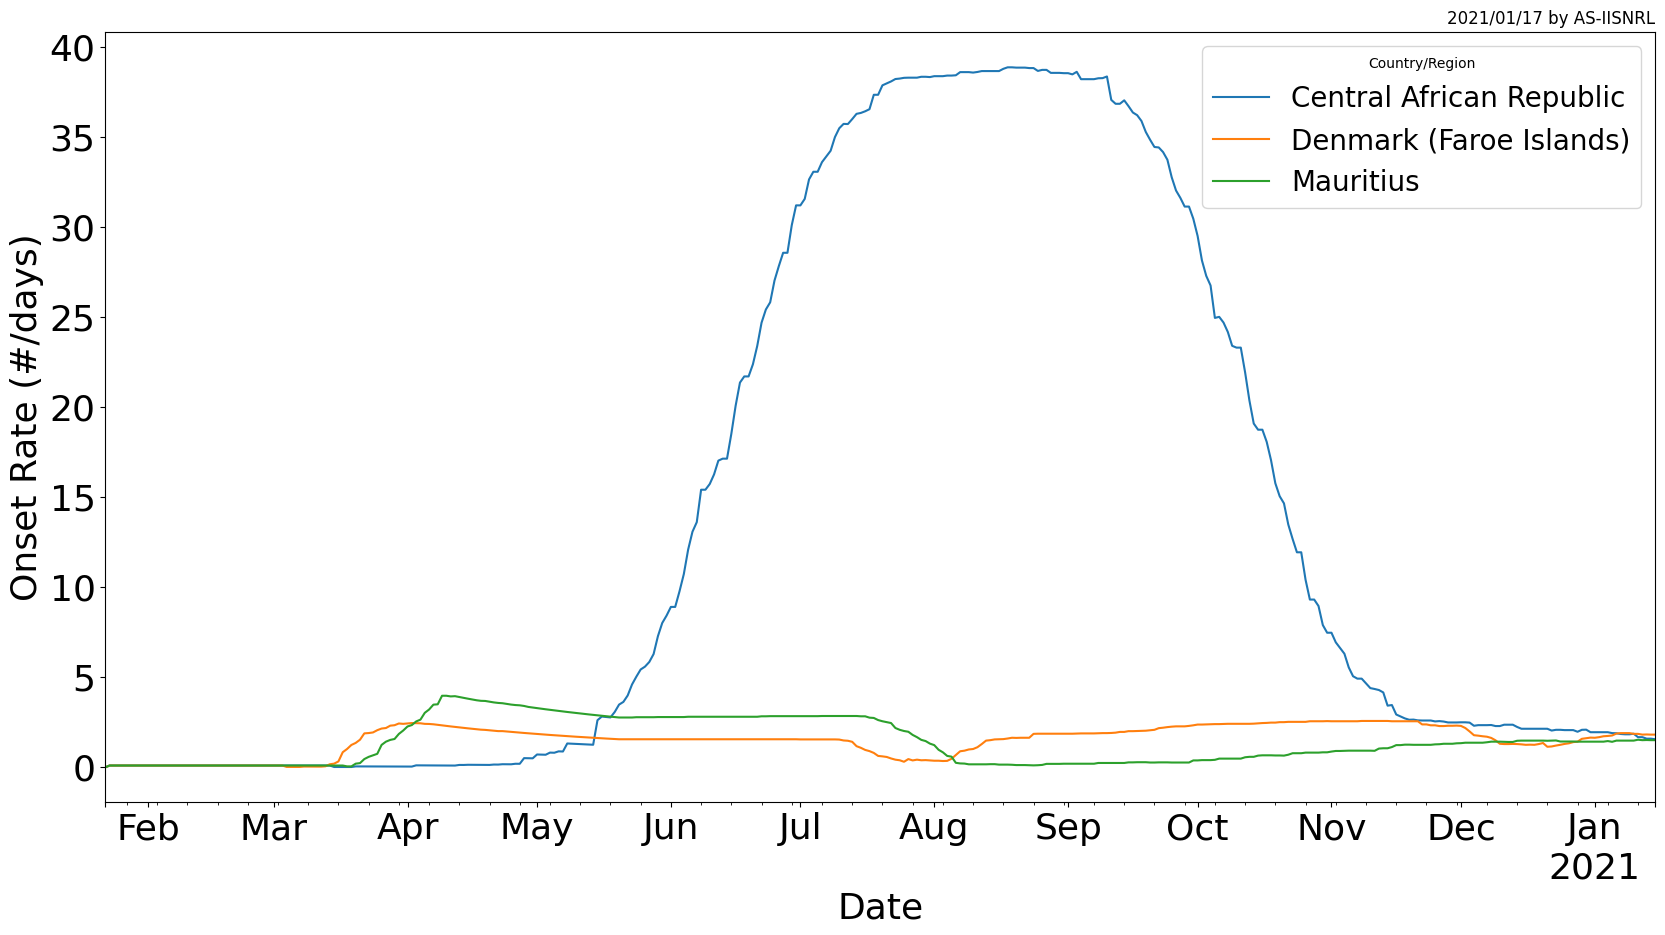 2021/01/17 by AS-IISNRL
Country/Region
Central African Republic
Denmark (Faroe Islands)
Mauritius
Onset Rate (#/days)
40
35
30
25
20
15
10
5
0
Feb Mar Apr May Jun Jul Aug Sep Oct Nov Dec Jan
2021
Date